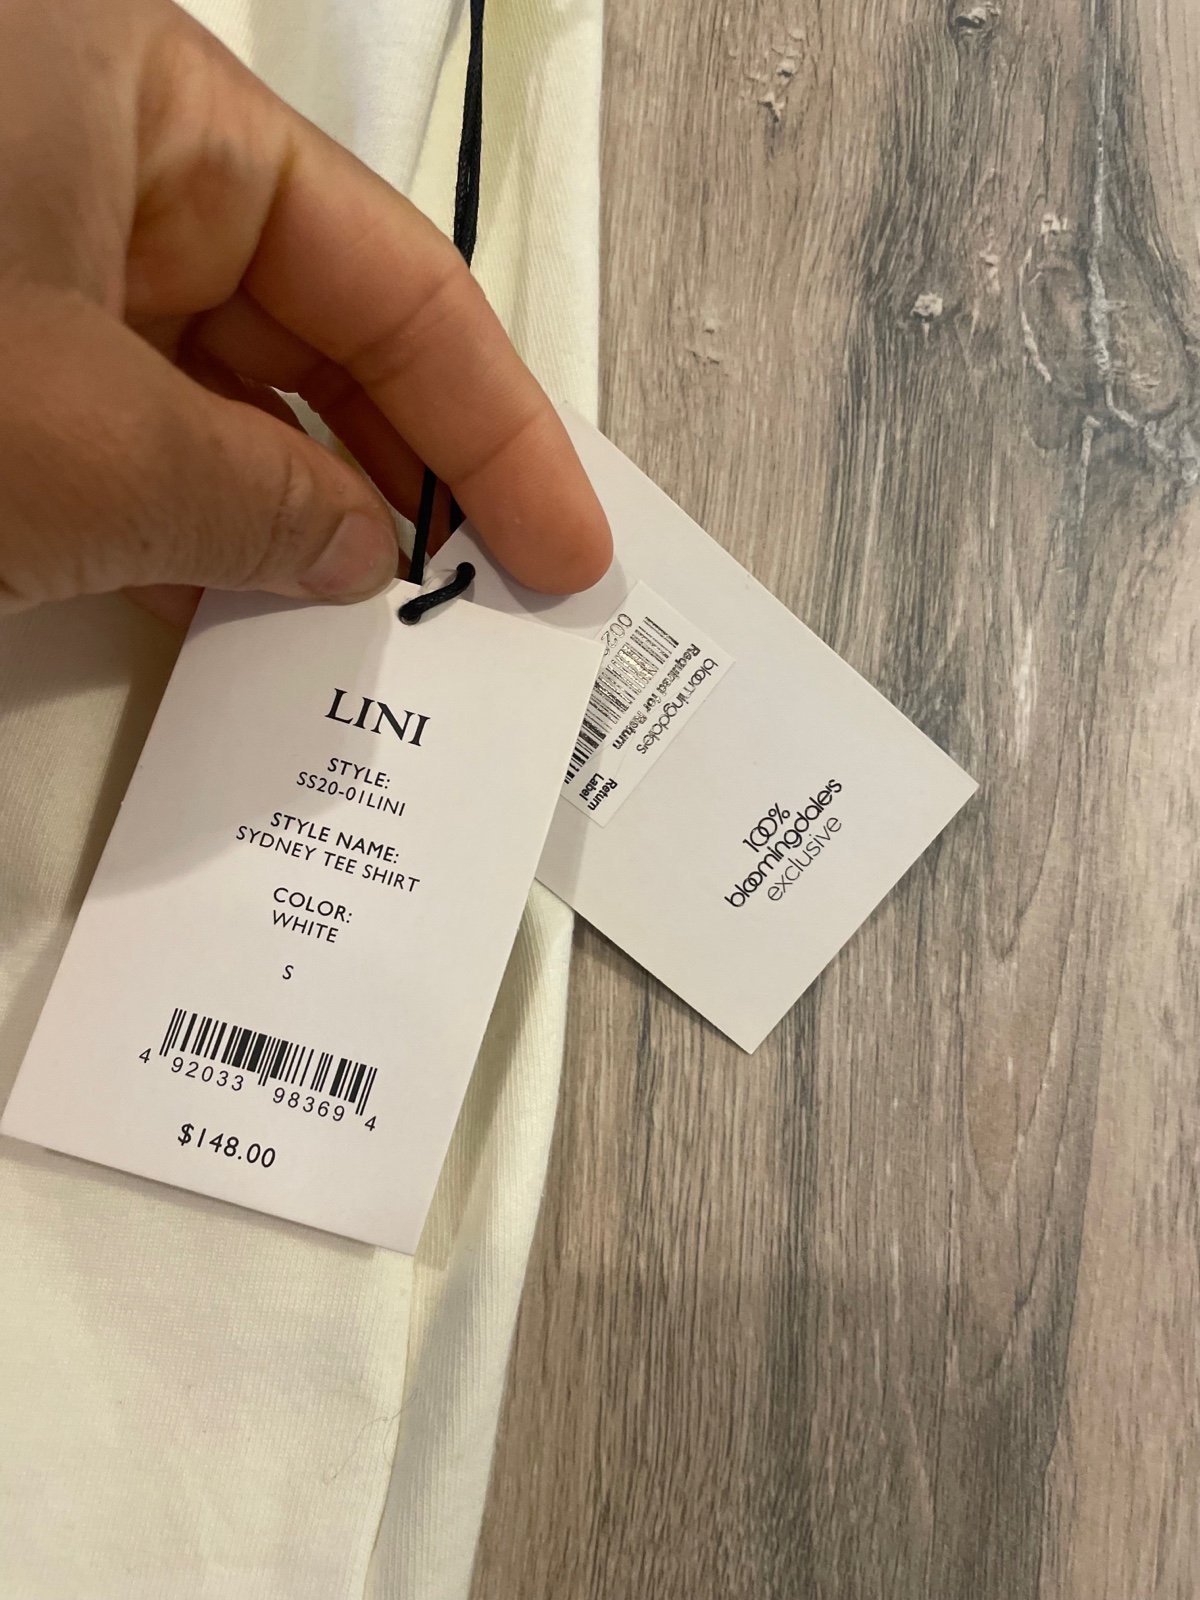 LINI
STYLE:
SS20-01LINI
STYLE NAME:
SYDNEY TEE SHIRT
COLOR:
WHITE
S
4 92033 98369 4
$148.00
bloomingdale's
Required for Return
Return
Label
100%
bloomingdale's
exclusive